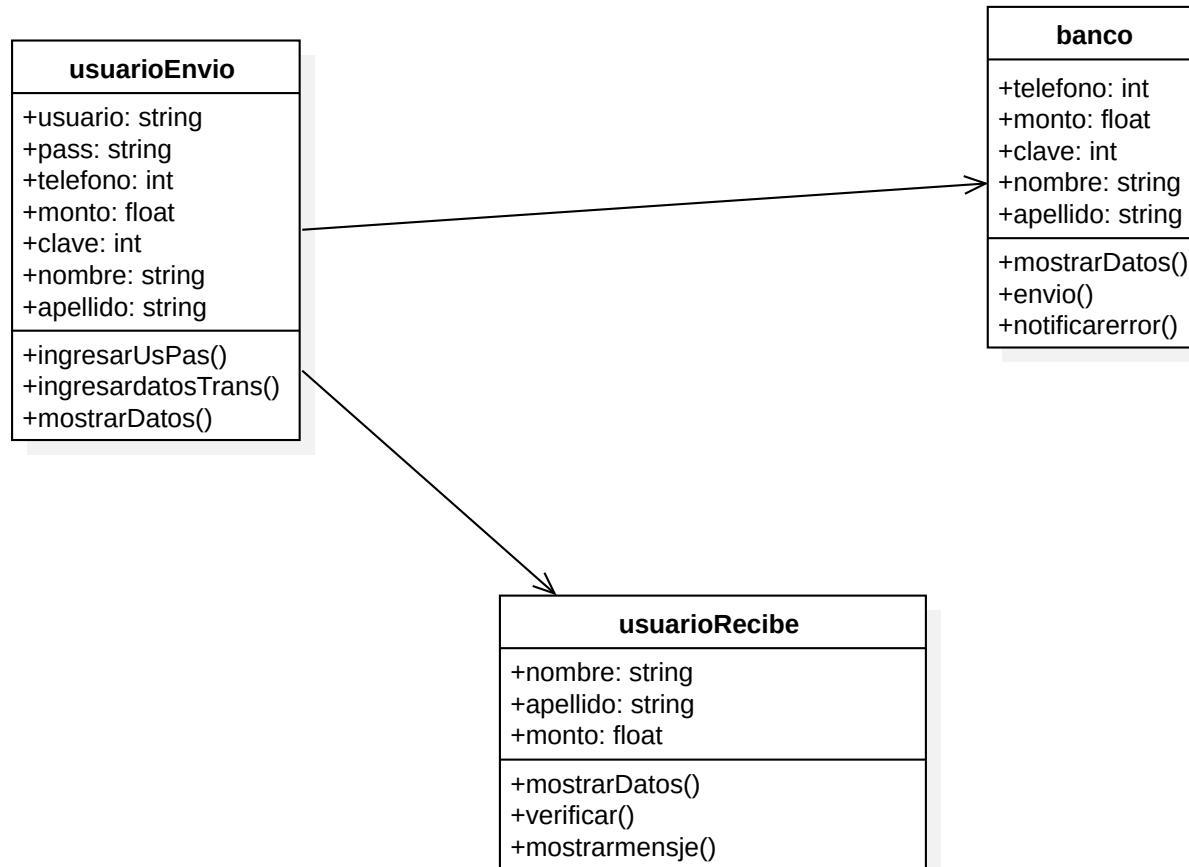 usuarioEnvio
+usuario: string
+pass: string
+telefono: int
+monto: float
+clave: int
+nombre: string
+apellido: string
+ingresarUsPas()
+ingresardatosTrans()
+mostrarDatos()
banco
+telefono: int
+monto: float
+clave: int
+nombre: string
+apellido: string
+mostrarDatos()
+envio()
+notificarerror()
usuarioRecibe
+nombre: string
+apellido: string
+monto: float
+mostrarDatos()
+verificar()
+mostrarmensje()